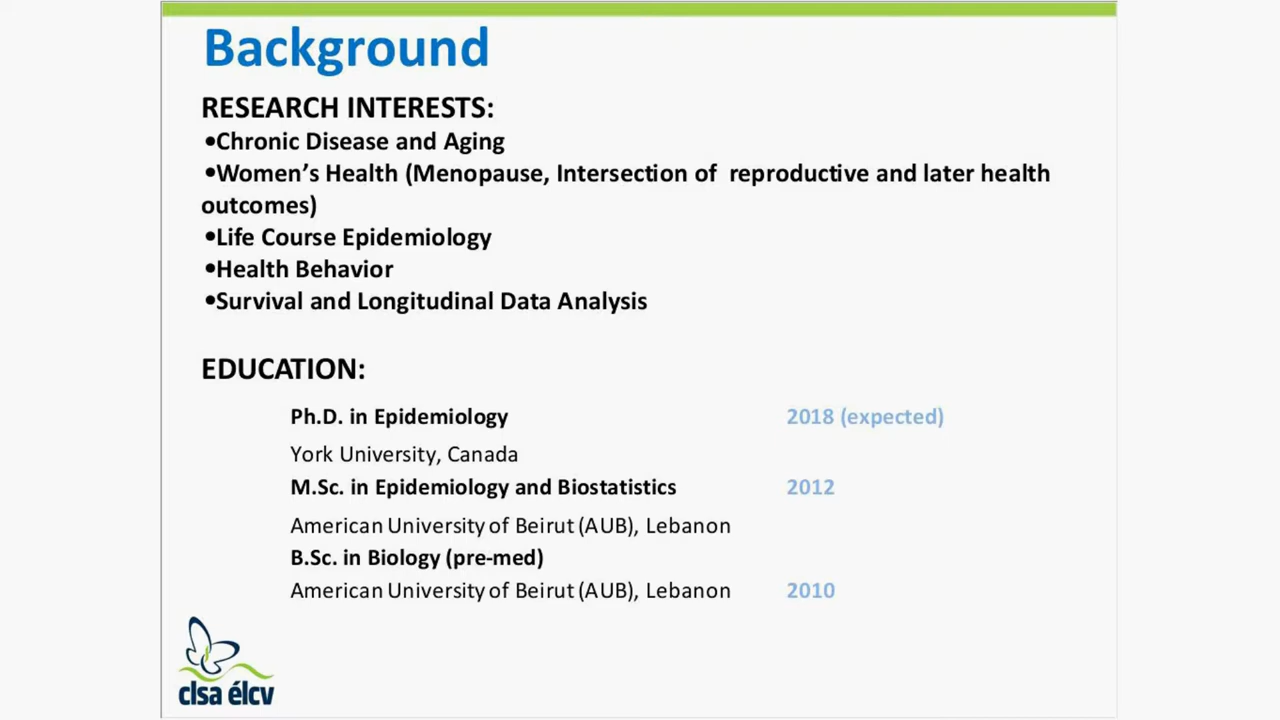 Background
RESEARCH INTERESTS:
•Chronic Disease and Aging
•Women’s Health (Menopause, Intersection of  reproductive and later health
outcomes)
•Life Course Epidemiology
•Health Behavior
•Survival and Longitudinal Data Analysis
EDUCATION:
Ph.D. in Epidemiology 2018 (expected)
York University, Canada
M.Sc. in Epidemiology and Biostatistics 2012
American University of Beirut (AUB), Lebanon
B.Sc. in Biology (pre-med)
American University of Beirut (AUB), Lebanon 2010
clsa élcv